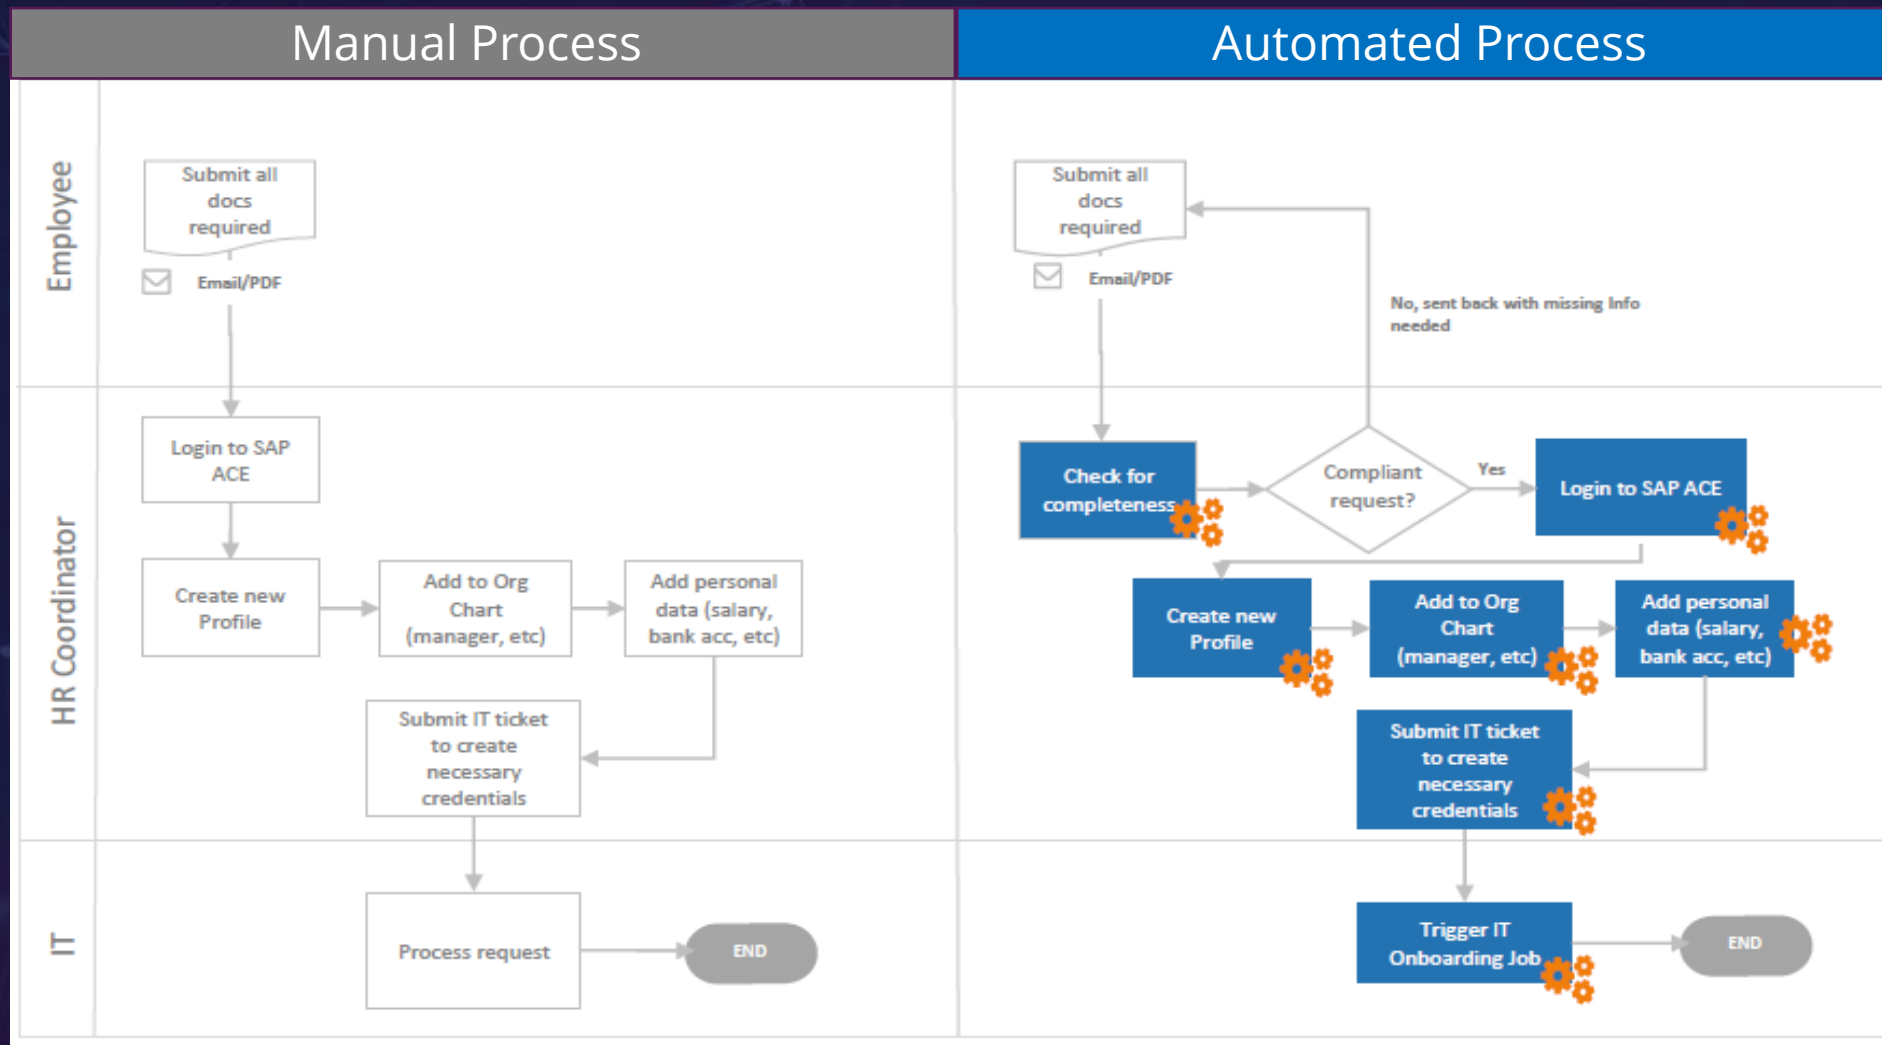 Manual Process
Automated Process
Employee
Submit all
docs
required
Email/PDF
HR Coordinator
Login to SAP
ACE
Create new
Profile
Add to Org
Chart
(manager, etc)
Add personal
data (salary,
bank acc, etc)
Submit IT ticket
to create
necessary
credentials
IT
Process request
END
Submit all
docs
required
Email/PDF
No, sent back with missing Info
needed
Check for
completeness
Compliant
request?
Yes
Login to SAP ACE
Create new
Profile
Add to Org
Chart
(manager, etc)
Add personal
data (salary,
bank acc, etc)
Submit IT ticket
to create
necessary
credentials
Trigger IT
Onboarding Job
END